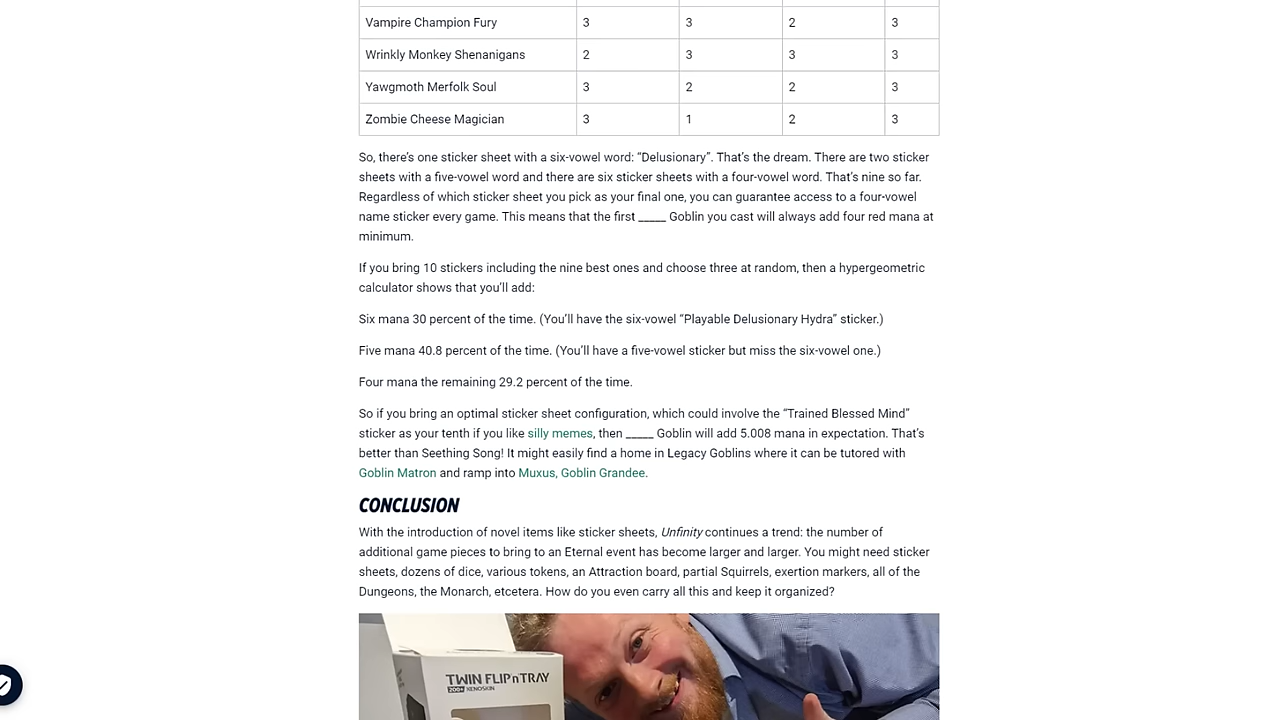 Vampire Champion Fury 3 3 2 3
Wrinkly Monkey Shenanigans 2 3 3 3
Yawgmoth Merfolk Soul 3 2 2 3
Zombie Cheese Magician 3 1 2 3
So, there’s one sticker sheet with a six-vowel word: “Delusionary”. That’s the dream. There are two sticker
sheets with a five-vowel word and there are six sticker sheets with a four-vowel word. That’s nine so far.
Regardless of which sticker sheet you pick as your final one, you can guarantee access to a four-vowel
name sticker every game. This means that the first _____ Goblin you cast will always add four red mana at
minimum.
If you bring 10 stickers including the nine best ones and choose three at random, then a hypergeometric
calculator shows that you’ll add:
Six mana 30 percent of the time. (You’ll have the six-vowel “Playable Delusionary Hydra” sticker.)
Five mana 40.8 percent of the time. (You’ll have a five-vowel sticker but miss the six-vowel one.)
Four mana the remaining 29.2 percent of the time.
So if you bring an optimal sticker sheet configuration, which could involve the “Trained Blessed Mind”
sticker as your tenth if you like silly memes, then _____ Goblin will add 5.008 mana in expectation. That’s
better than Seething Song! It might easily find a home in Legacy Goblins where it can be tutored with
Goblin Matron and ramp into Muxus, Goblin Grandee.
CONCLUSION
With the introduction of novel items like sticker sheets, Unfinity continues a trend: the number of
additional game pieces to bring to an Eternal event has become larger and larger. You might need sticker
sheets, dozens of dice, various tokens, an Attraction board, partial Squirrels, exertion markers, all of the
Dungeons, the Monarch, etcetera. How do you even carry all this and keep it organized?
TWIN FLIP n TRAY
200+ XENOSKIN